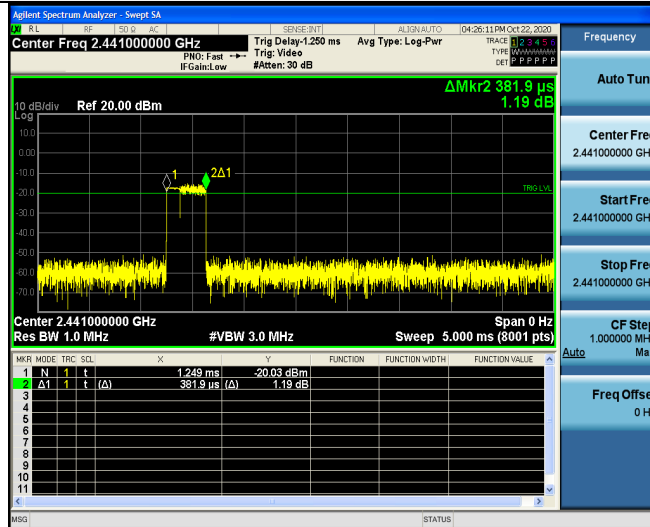 Agilent Spectrum Analyzer - Swept SA
LXI RL RF 50 Ω AC SENSE:INT ALIGNAUTO 04:26:11 PM Oct 22, 2020
Center Freq 2.441000000 GHz
PNO: Fast
IFGain:Low
Trig Delay-1.250 ms
Trig: Video
#Atten: 30 dB
Avg Type: Log-Pwr
TRACE 1 2 3 4 5 6
TYPE W
DET P P P P P P
ΔMkr2 381.9 µs
1.19 dB
10 dB/div Ref 20.00 dBm
Log
10.0
0.00
-10.0
-20.0
-30.0
-40.0
-50.0
-60.0
-70.0
1
2Δ1
TRIG LVL
Center 2.441000000 GHz Span 0 Hz
Res BW 1.0 MHz #VBW 3.0 MHz Sweep 5.000 ms (8001 pts)
MKR MODE TRC SCL X Y FUNCTION FUNCTION WIDTH FUNCTION VALUE
1 N 1 t 1.249 ms -20.03 dBm
2 Δ1 1 t (Δ) 381.9 µs (Δ) 1.19 dB
3
4
5
6
7
8
9
10
11
MSG STATUS
Frequency
Auto Tun
Center Fre
2.441000000 GH
Start Fre
2.441000000 GH
Stop Fre
2.441000000 GH
CF Step
1.000000 MH
Auto Ma
Freq Offse
0 H